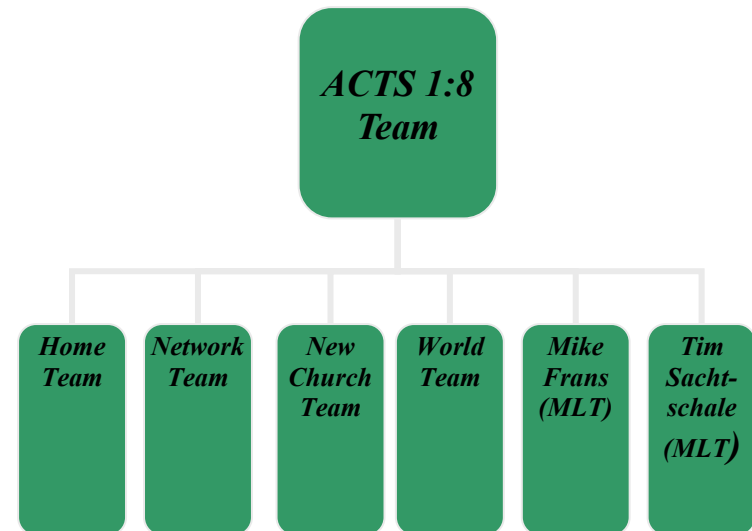 ACTS 1:8
Team
Home
Team
Network
Team
New
Church
Team
World
Team
Mike
Frans
(MLT)
Tim
Sacht-
schale
(MLT)